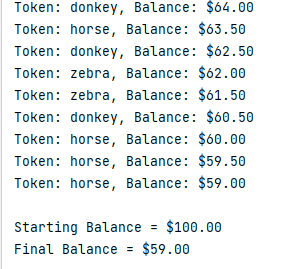 Token: donkey, Balance: $64.00
Token: horse, Balance: $63.50
Token: donkey, Balance: $62.50
Token: zebra, Balance: $62.00
Token: zebra, Balance: $61.50
Token: donkey, Balance: $60.50
Token: horse, Balance: $60.00
Token: horse, Balance: $59.50
Token: horse, Balance: $59.00
Starting Balance = $100.00
Final Balance = $59.00